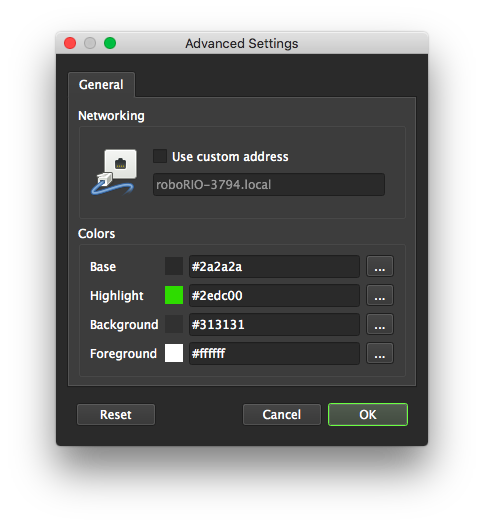 Advanced Settings
General
Networking
Use custom address
roboRIO-3794.local
Colors
Base #2a2a2a ...
Highlight #2edc00 ...
Background #313131 ...
Foreground #ffffff ...
Reset Cancel OK